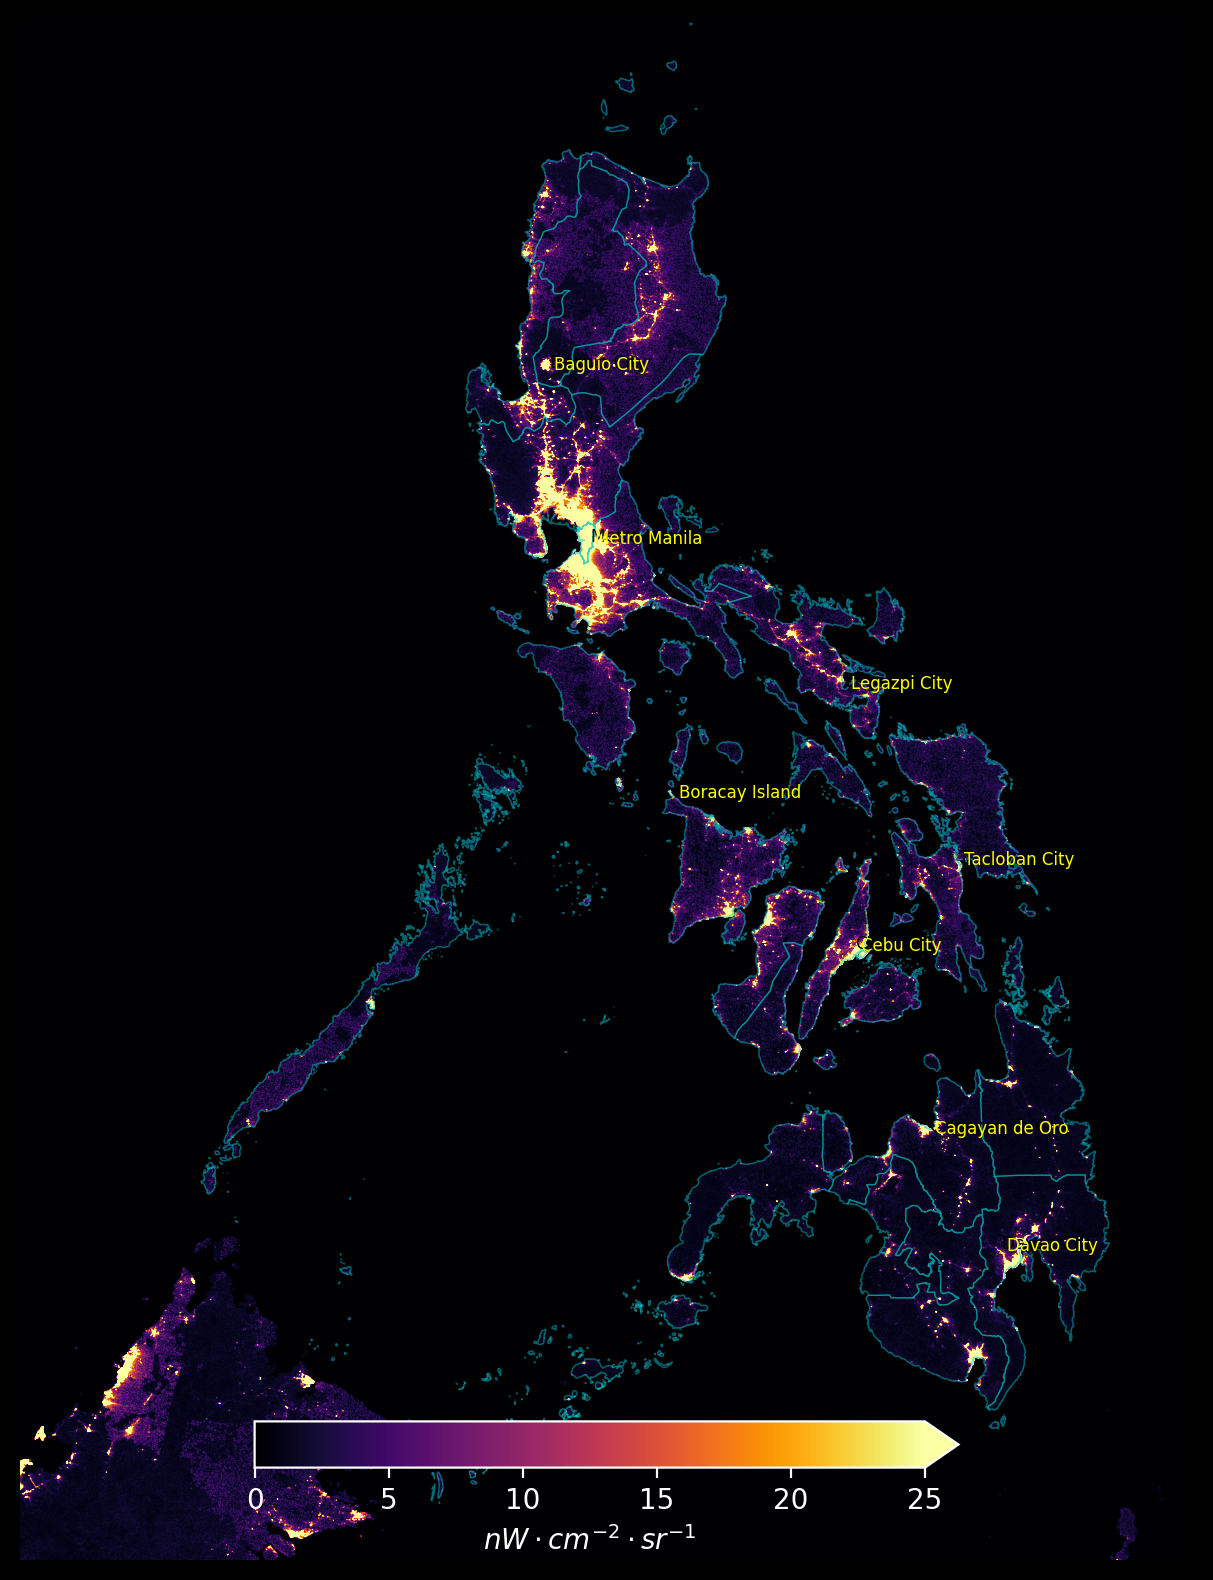 Baguio City
Metro Manila
Legazpi City
Boracay Island
Tacloban City
Cebu City
Cagayan de Oro
Davao City
0 5 10 15 20 25
nW · cm⁻² · sr⁻¹